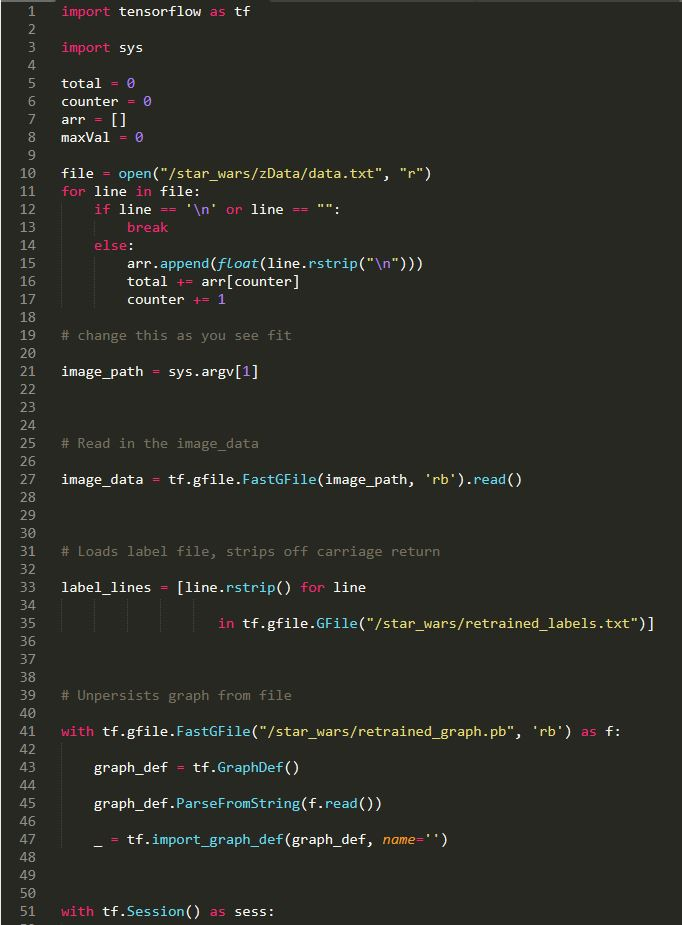 1 import tensorflow as tf
2
3 import sys
4
5 total = 0
6 counter = 0
7 arr = []
8 maxVal = 0
9
10 file = open("/star_wars/zData/data.txt", "r")
11 for line in file:
12     if line == '\n' or line == "":
13         break
14     else:
15         arr.append(float(line.rstrip("\n")))
16         total += arr[counter]
17         counter += 1
18
19 # change this as you see fit
20
21 image_path = sys.argv[1]
22
23
24
25 # Read in the image_data
26
27 image_data = tf.gfile.FastGFile(image_path, 'rb').read()
28
29
30
31 # Loads label file, strips off carriage return
32
33 label_lines = [line.rstrip() for line
34
35                    in tf.gfile.GFile("/star_wars/retrained_labels.txt")]
36
37
38
39 # Unpersists graph from file
40
41 with tf.gfile.FastGFile("/star_wars/retrained_graph.pb", 'rb') as f:
42
43     graph_def = tf.GraphDef()
44
45     graph_def.ParseFromString(f.read())
46
47     _ = tf.import_graph_def(graph_def, name='')
48
49
50
51 with tf.Session() as sess: